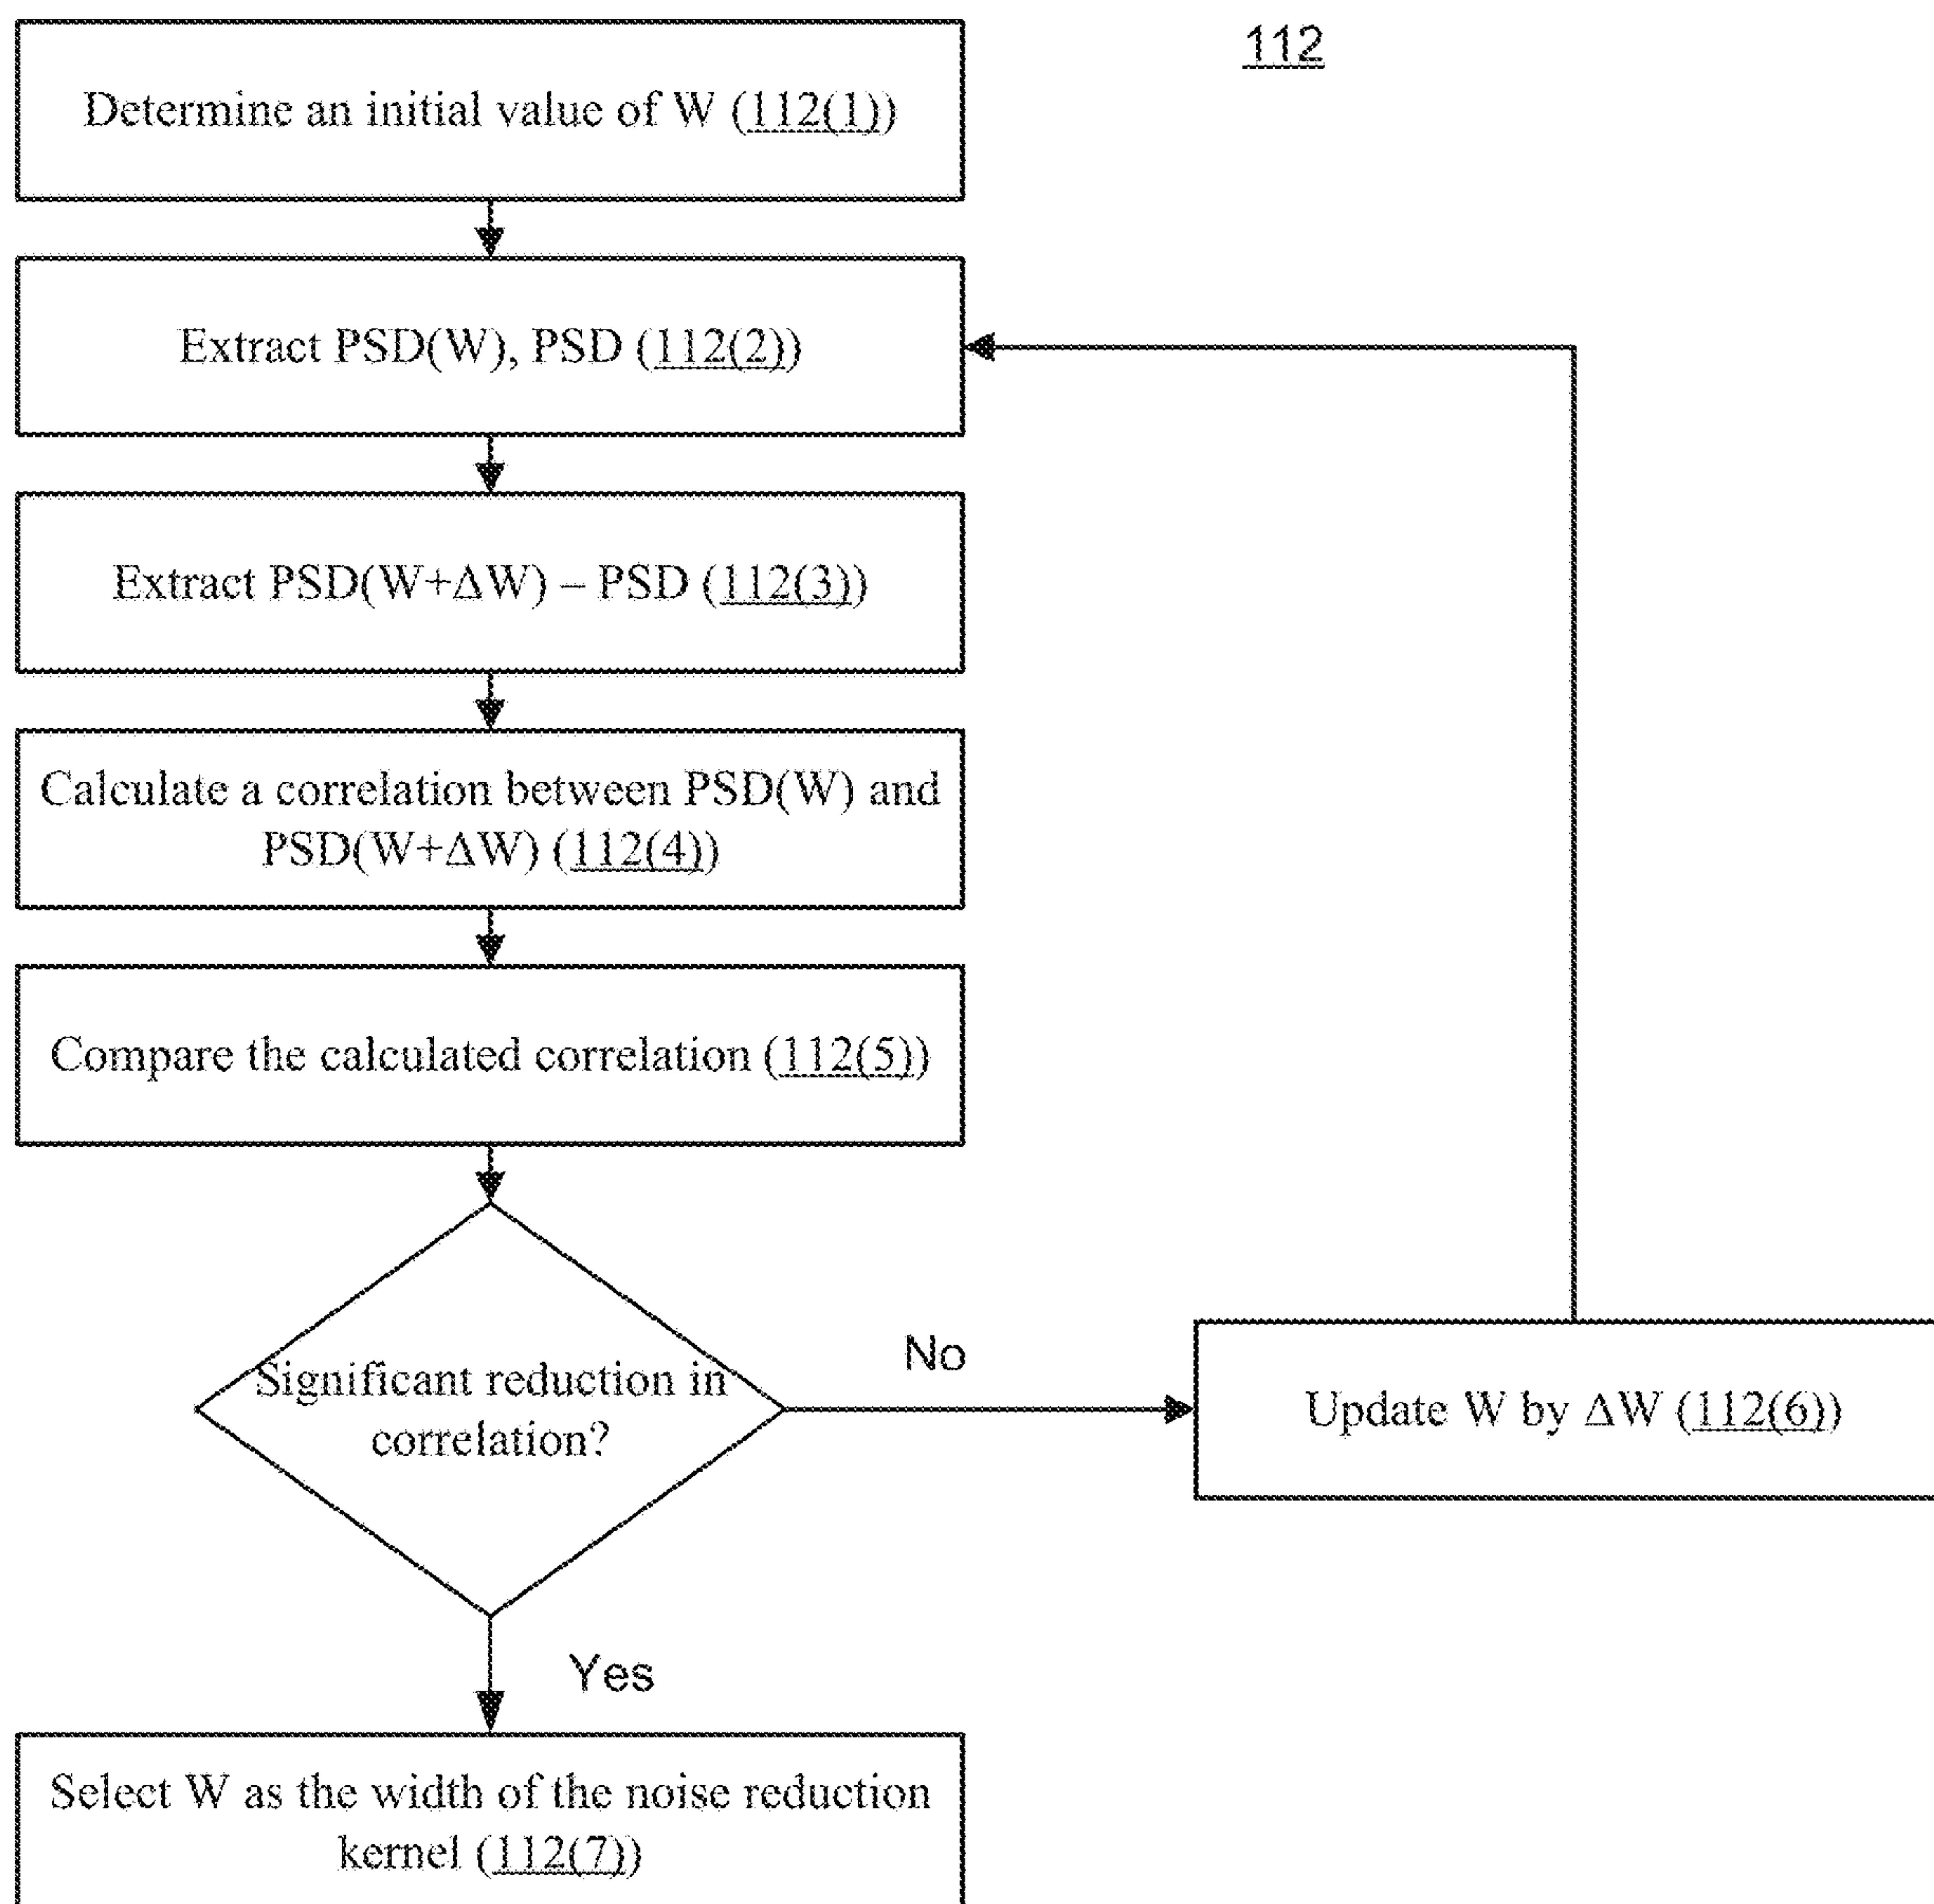 112
Determine an initial value of W (112(1))
Extract PSD(W), PSD (112(2))
Extract PSD(W+ΔW) – PSD (112(3))
Calculate a correlation between PSD(W) and
PSD(W+ΔW) (112(4))
Compare the calculated correlation (112(5))
Significant reduction in
correlation?
No
Update W by ΔW (112(6))
Yes
Select W as the width of the noise reduction
kernel (112(7))